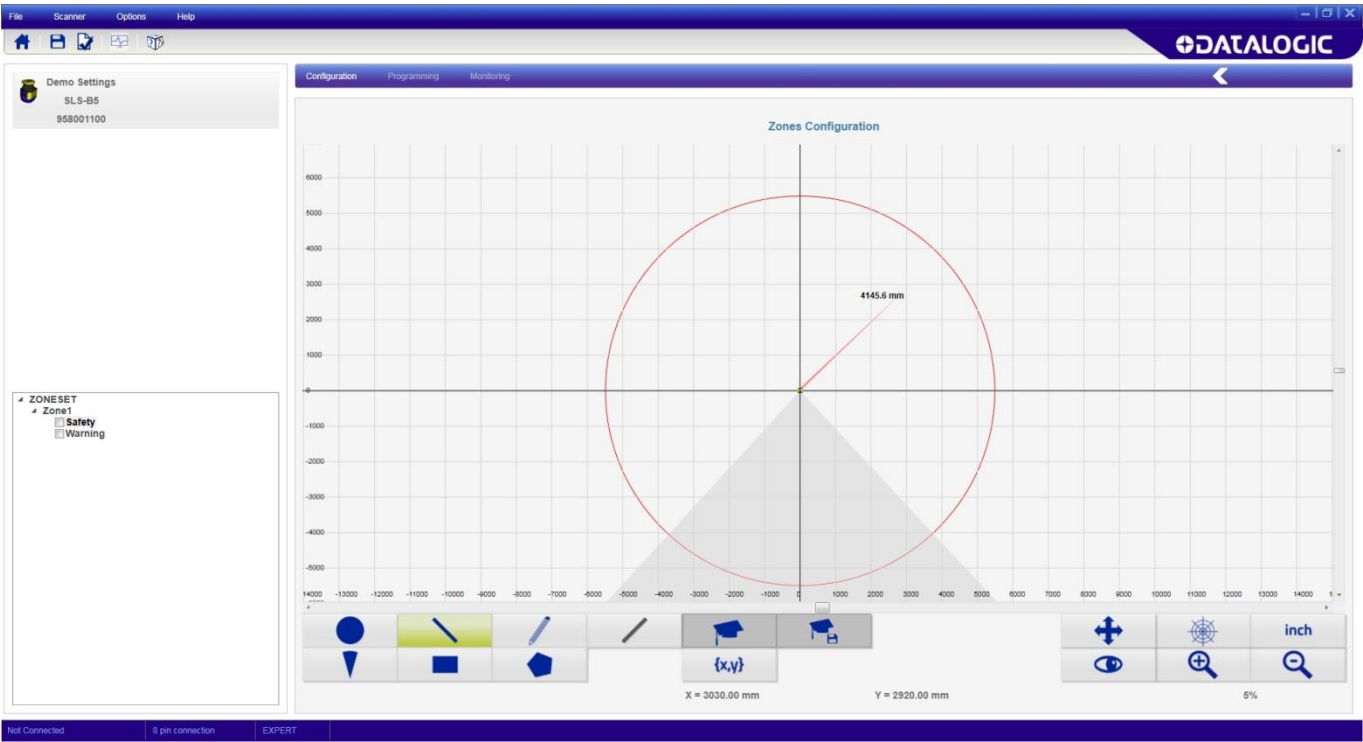 File Scanner Options Help
DATALOGIC
Demo Settings
SLS-B5
958001100
Configuration Programming Monitoring
Zones Configuration
6000
5000
4000
3000
4145.6 mm
2000
1000
0
ZONESET
Zone1
Safety
Warning
-1000
-2000
-3000
-4000
-5000
14000 -13000 -12000 -11000 -10000 -9000 -8000 -7000 -6000 -5000 -4000 -3000 -2000 -1000 0 1000 2000 3000 4000 5000 6000 7000 8000 9000 10000 11000 12000 13000 14000 1
inch
{x,y}
X = 3030.00 mm Y = 2920.00 mm 5%
Not Connected 8 pin connection EXPERT